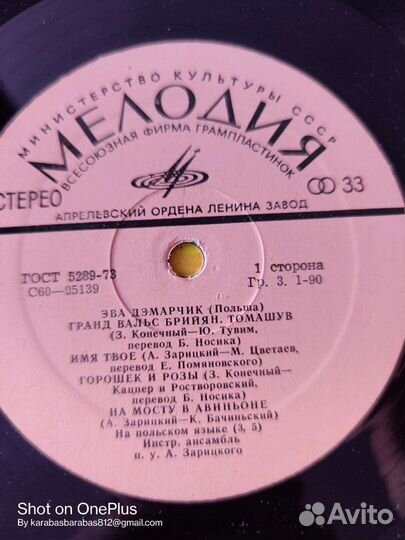 МИНИСТЕРСТВО КУЛЬТУРЫ СССР
МЕЛОДИЯ
ВСЕСОЮЗНАЯ ФИРМА ГРАМПЛАСТИНОК
СТЕРЕО
33
АПРЕЛЕВСКИЙ ОРДЕНА ЛЕНИНА ЗАВОД
ГОСТ 5289-73
1 сторона
С60—05139
Гр. 3. 1-90
ЭВА ДЭМАРЧИК (Польша)
ГРАНД ВАЛЬС БРИЙЯН. ТОМАШУВ
(З. Конечный—Ю. Тувим,
перевод Б. Носика)
ИМЯ ТВОЕ (А. Зарицкий—М. Цветаев,
перевод Е. Помяновского)
ГОРОШЕК И РОЗЫ (З. Конечный—
Кацпер и Ростворовский,
перевод Б. Носика)
НА МОСТУ В АВИНЬОНЕ
(А. Зарицкий—К. Бачиньский)
На польском языке (3, 5)
Инстр. ансамбль
п. у. А. Зарицкого
Shot on OnePlus
By karabasbarabas812@gmail.com
Avito